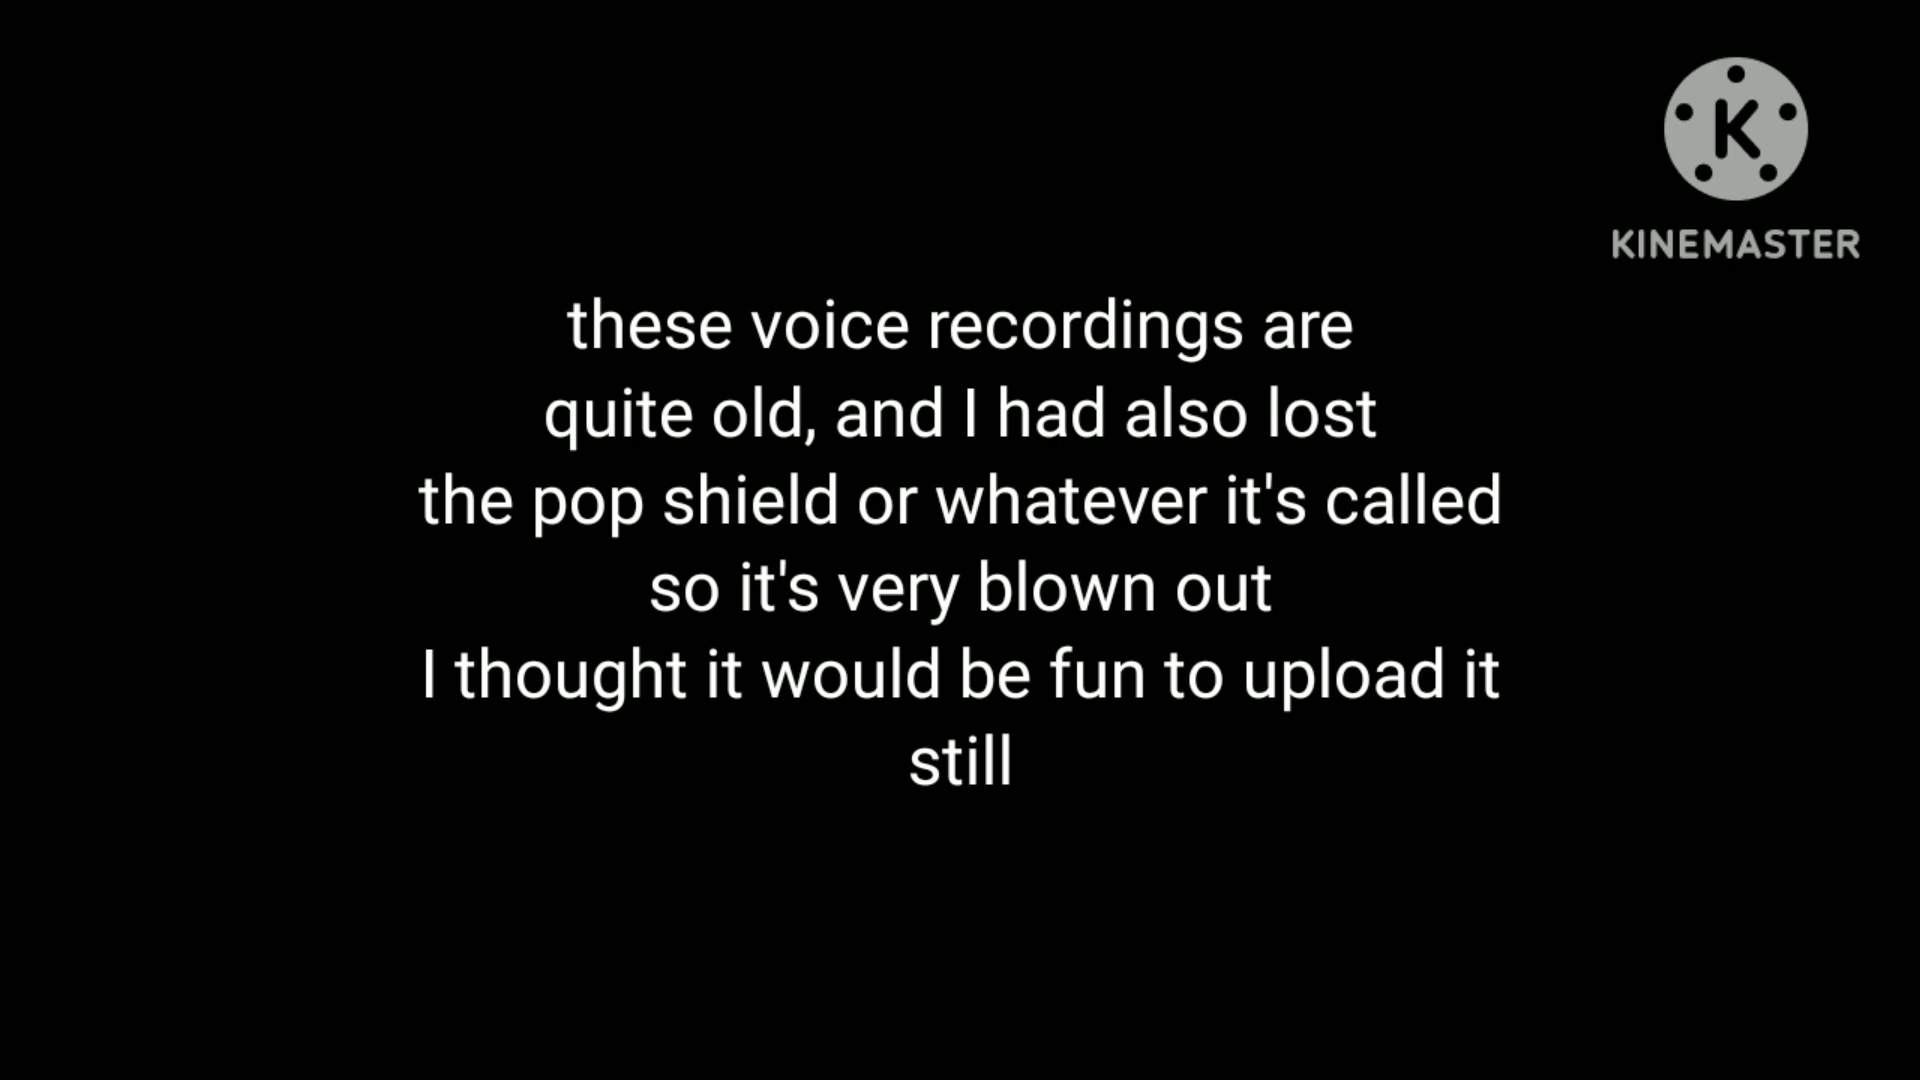 K
KINEMASTER
these voice recordings are
quite old, and I had also lost
the pop shield or whatever it's called
so it's very blown out
I thought it would be fun to upload it
still